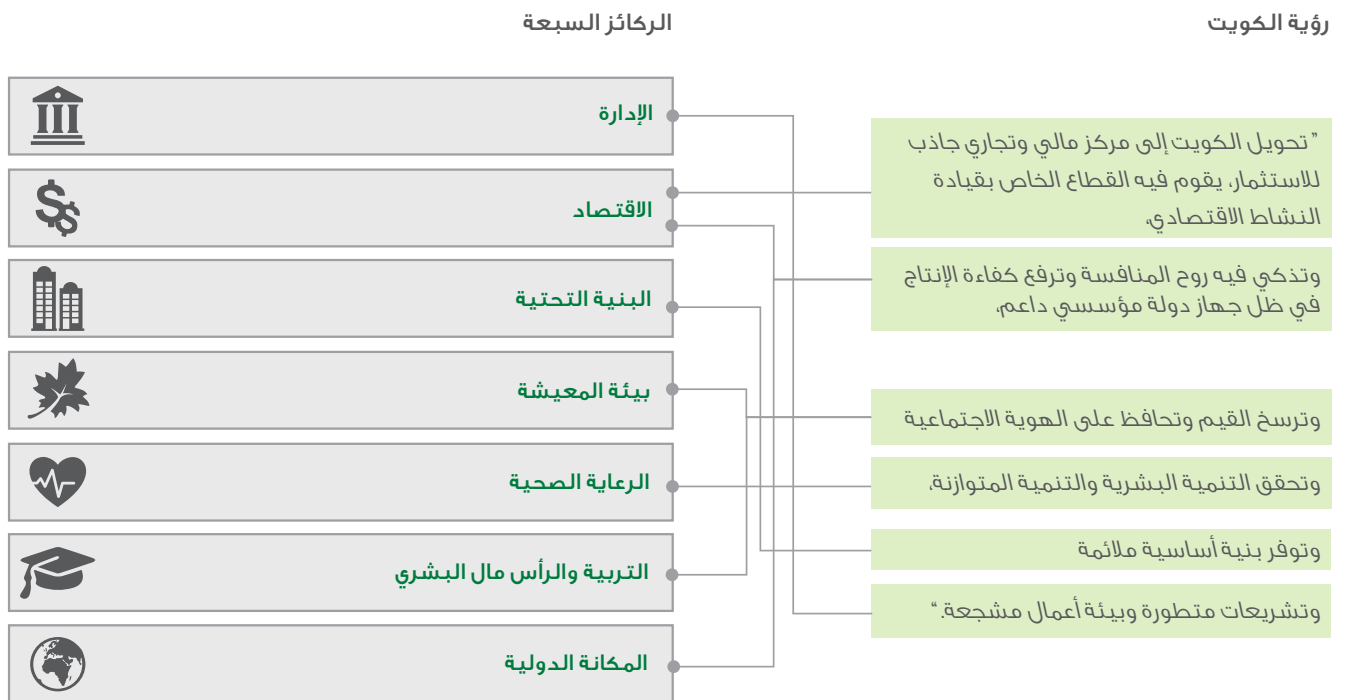 رؤية الكويت
الركائز السبعة
" تحويل الكويت إلى مركز مالي وتجاري جاذب
للاستثمار، يقوم فيه القطاع الخاص بقيادة
النشاط الاقتصادي،
وتذكي فيه روح المنافسة وترفع كفاءة الإنتاج
في ظل جهاز دولة مؤسسي داعم،
وترسخ القيم وتحافظ على الهوية الاجتماعية
وتحقق التنمية البشرية والتنمية المتوازنة،
وتوفر بنية أساسية ملائمة
وتشريعات متطورة وبيئة أعمال مشجعة."
الإدارة
الاقتصاد
البنية التحتية
بيئة المعيشة
الرعاية الصحية
التربية والرأس مال البشري
المكانة الدولية